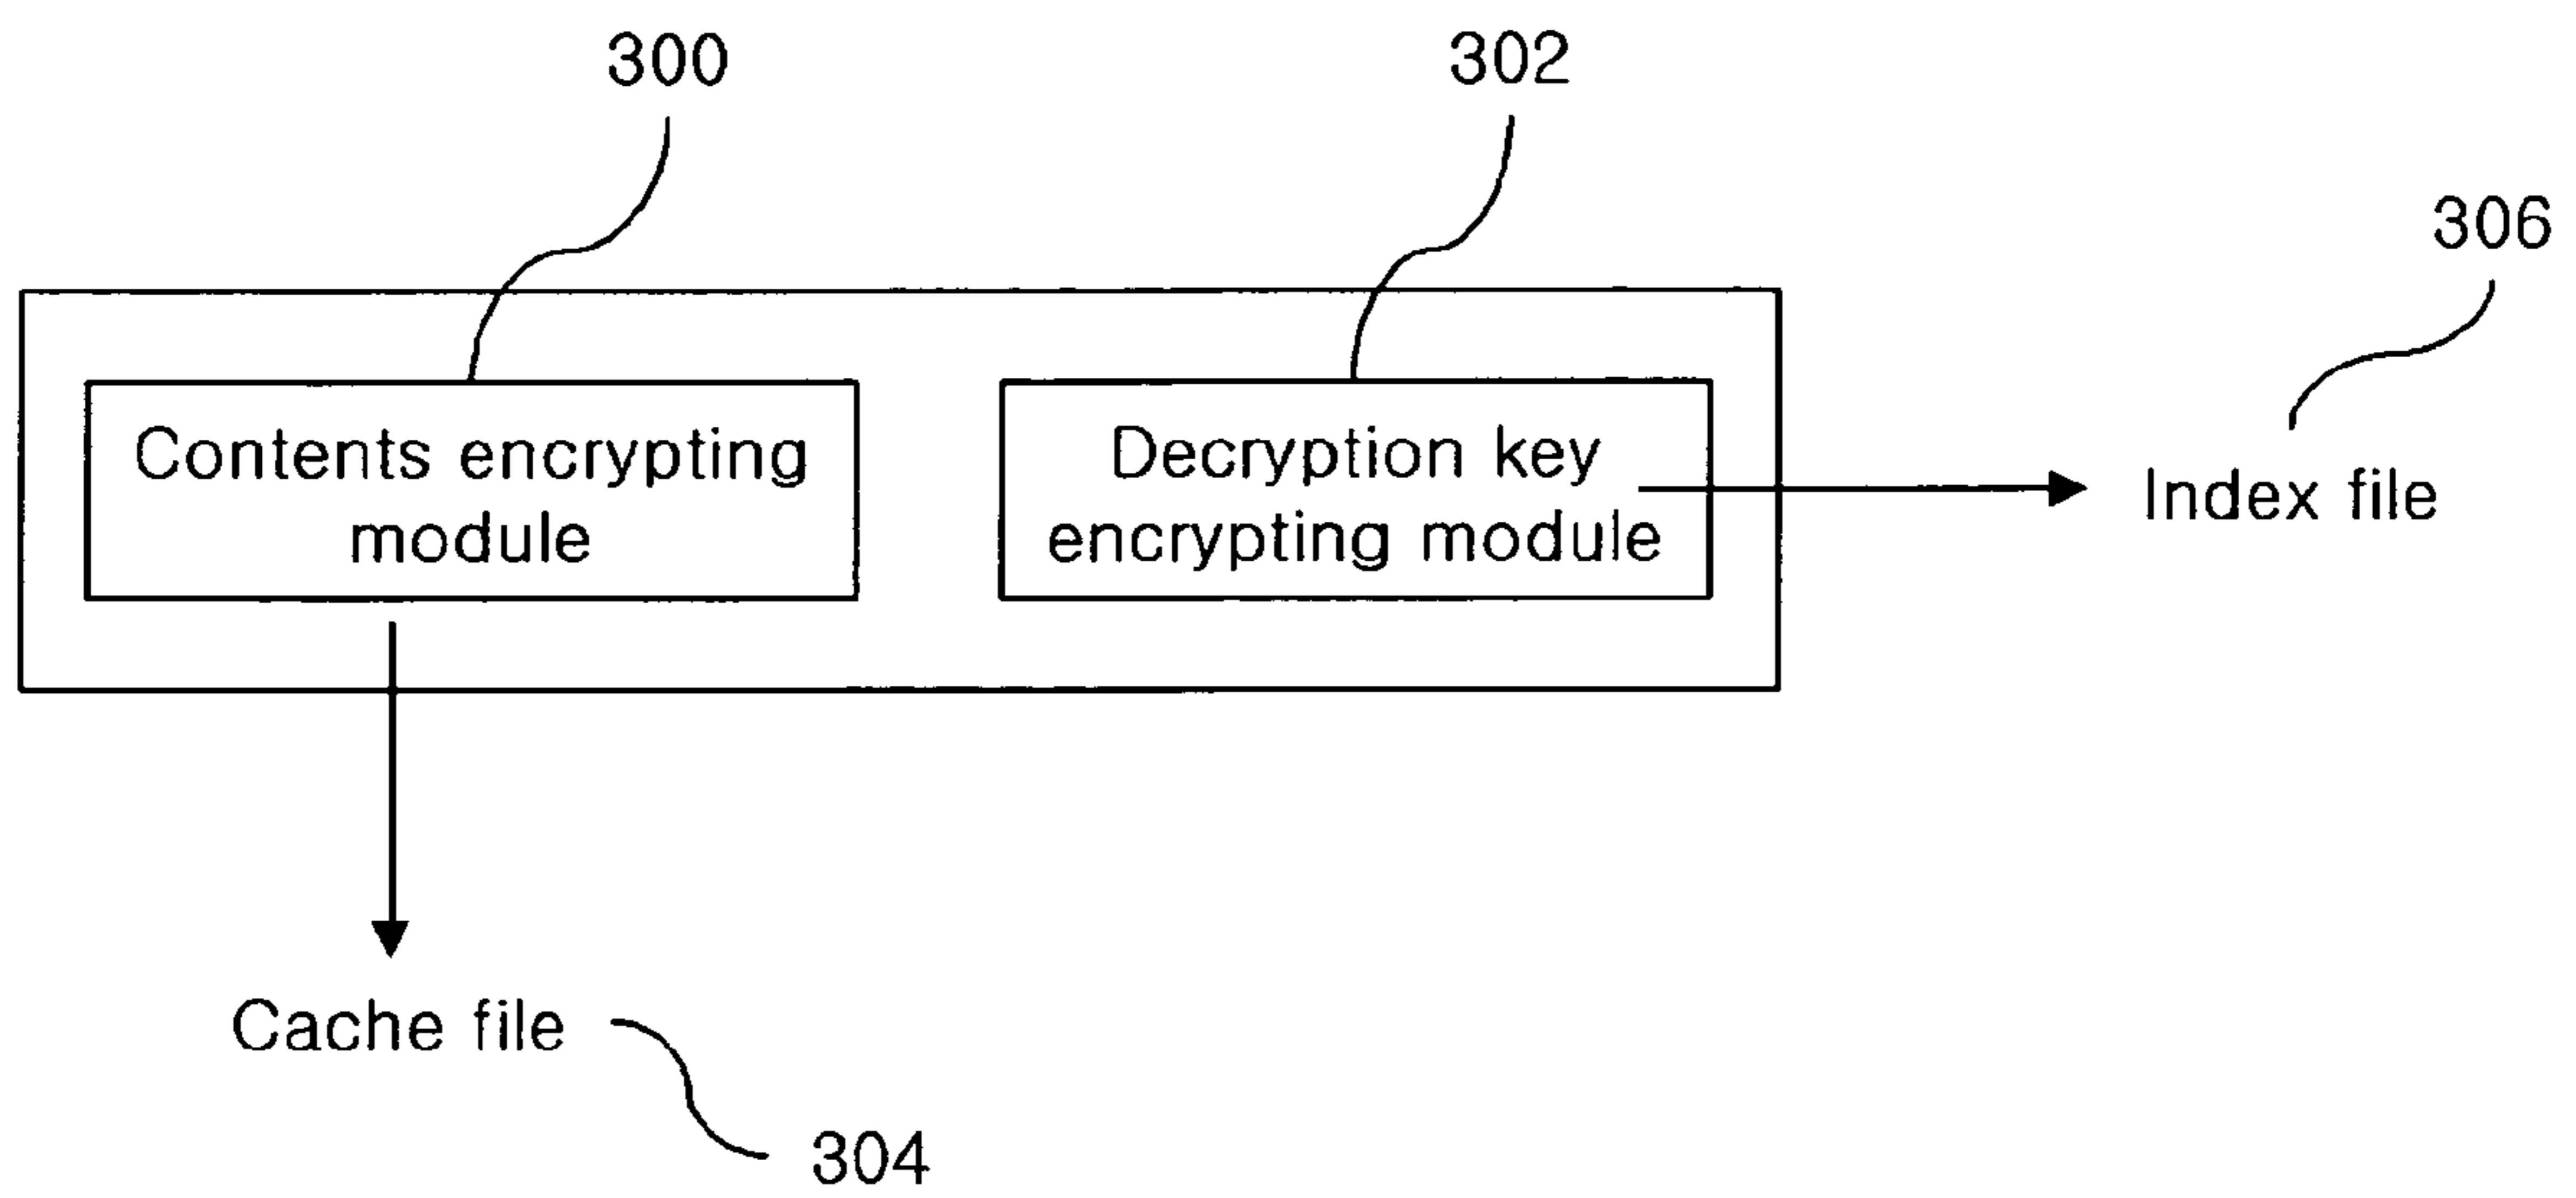 300
302
306
Contents encrypting
module
Decryption key
encrypting module
Index file
Cache file
304